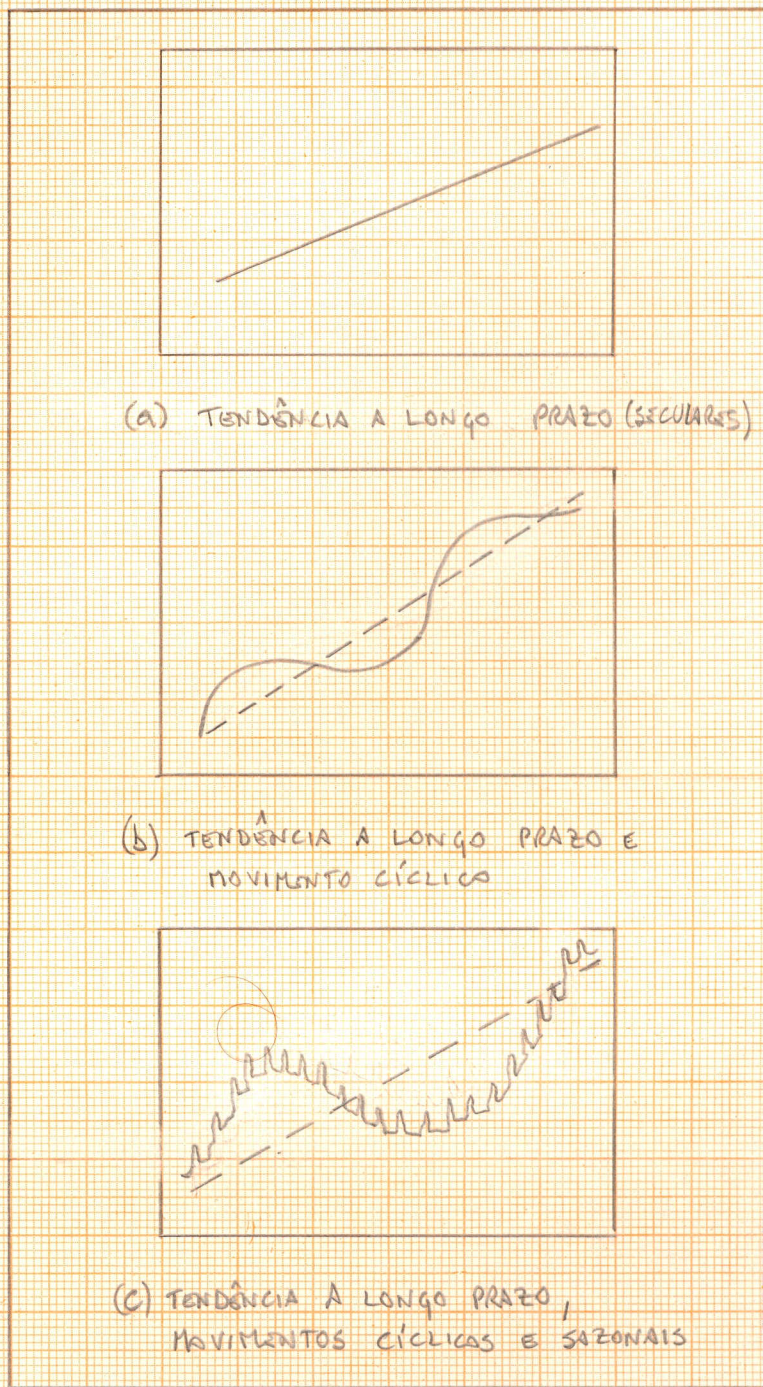 (a) TENDÊNCIA A LONGO PRAZO (SECULARES)
(b) TENDÊNCIA A LONGO PRAZO E
MOVIMENTO CÍCLICO
(c) TENDÊNCIA A LONGO PRAZO,
MOVIMENTOS CÍCLICOS E SAZONAIS